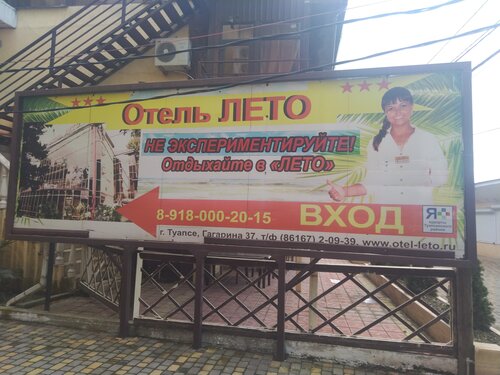 Отель ЛЕТО
НЕ ЭКСПЕРИМЕНТИРУЙТЕ!
Отдыхайте в «ЛЕТО»
8-918-000-20-15
ВХОД
г. Туапсе, Гагарина 37, т/ф (86167) 2-09-39, www.otel-leto.ru
Я